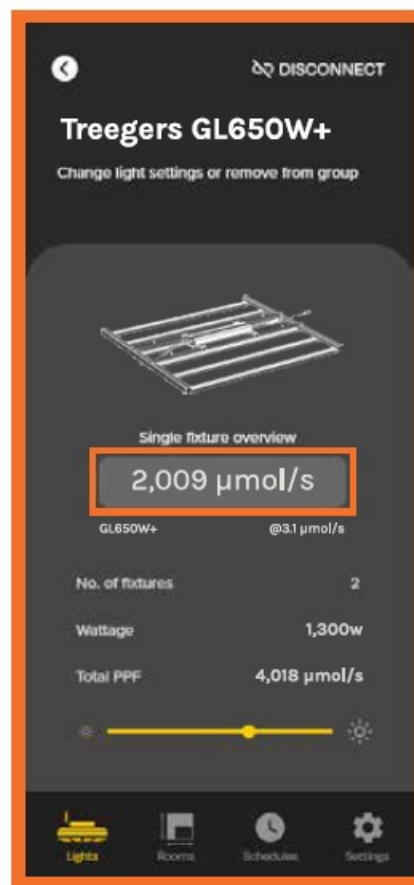 DISCONNECT
Treegers GL650W+
Change light settings or remove from group
Single fixture overview
2,009 µmol/s
GL650W+ @3.1 µmol/s
No. of fixtures 2
Wattage 1,300w
Total PPF 4,018 µmol/s
Lights Rooms Schedules Settings